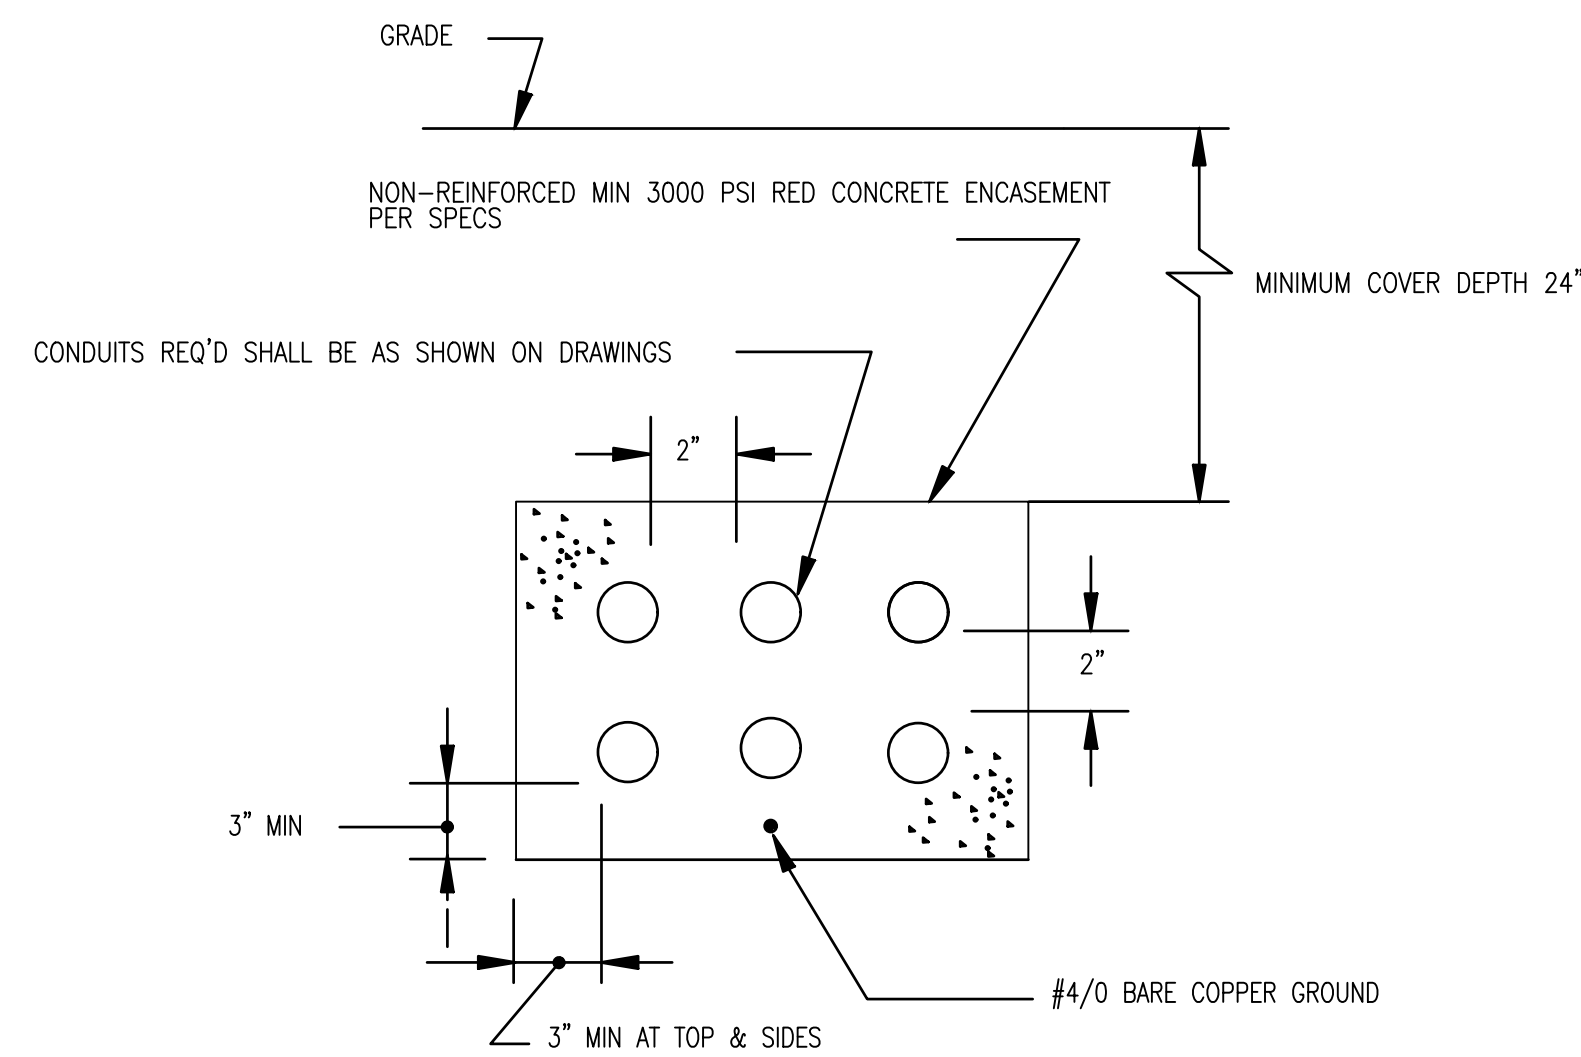 GRADE
NON-REINFORCED MIN 3000 PSI RED CONCRETE ENCASEMENT
PER SPECS
MINIMUM COVER DEPTH 24"
CONDUITS REQ'D SHALL BE AS SHOWN ON DRAWINGS
2"
2"
3" MIN
#4/0 BARE COPPER GROUND
3" MIN AT TOP & SIDES